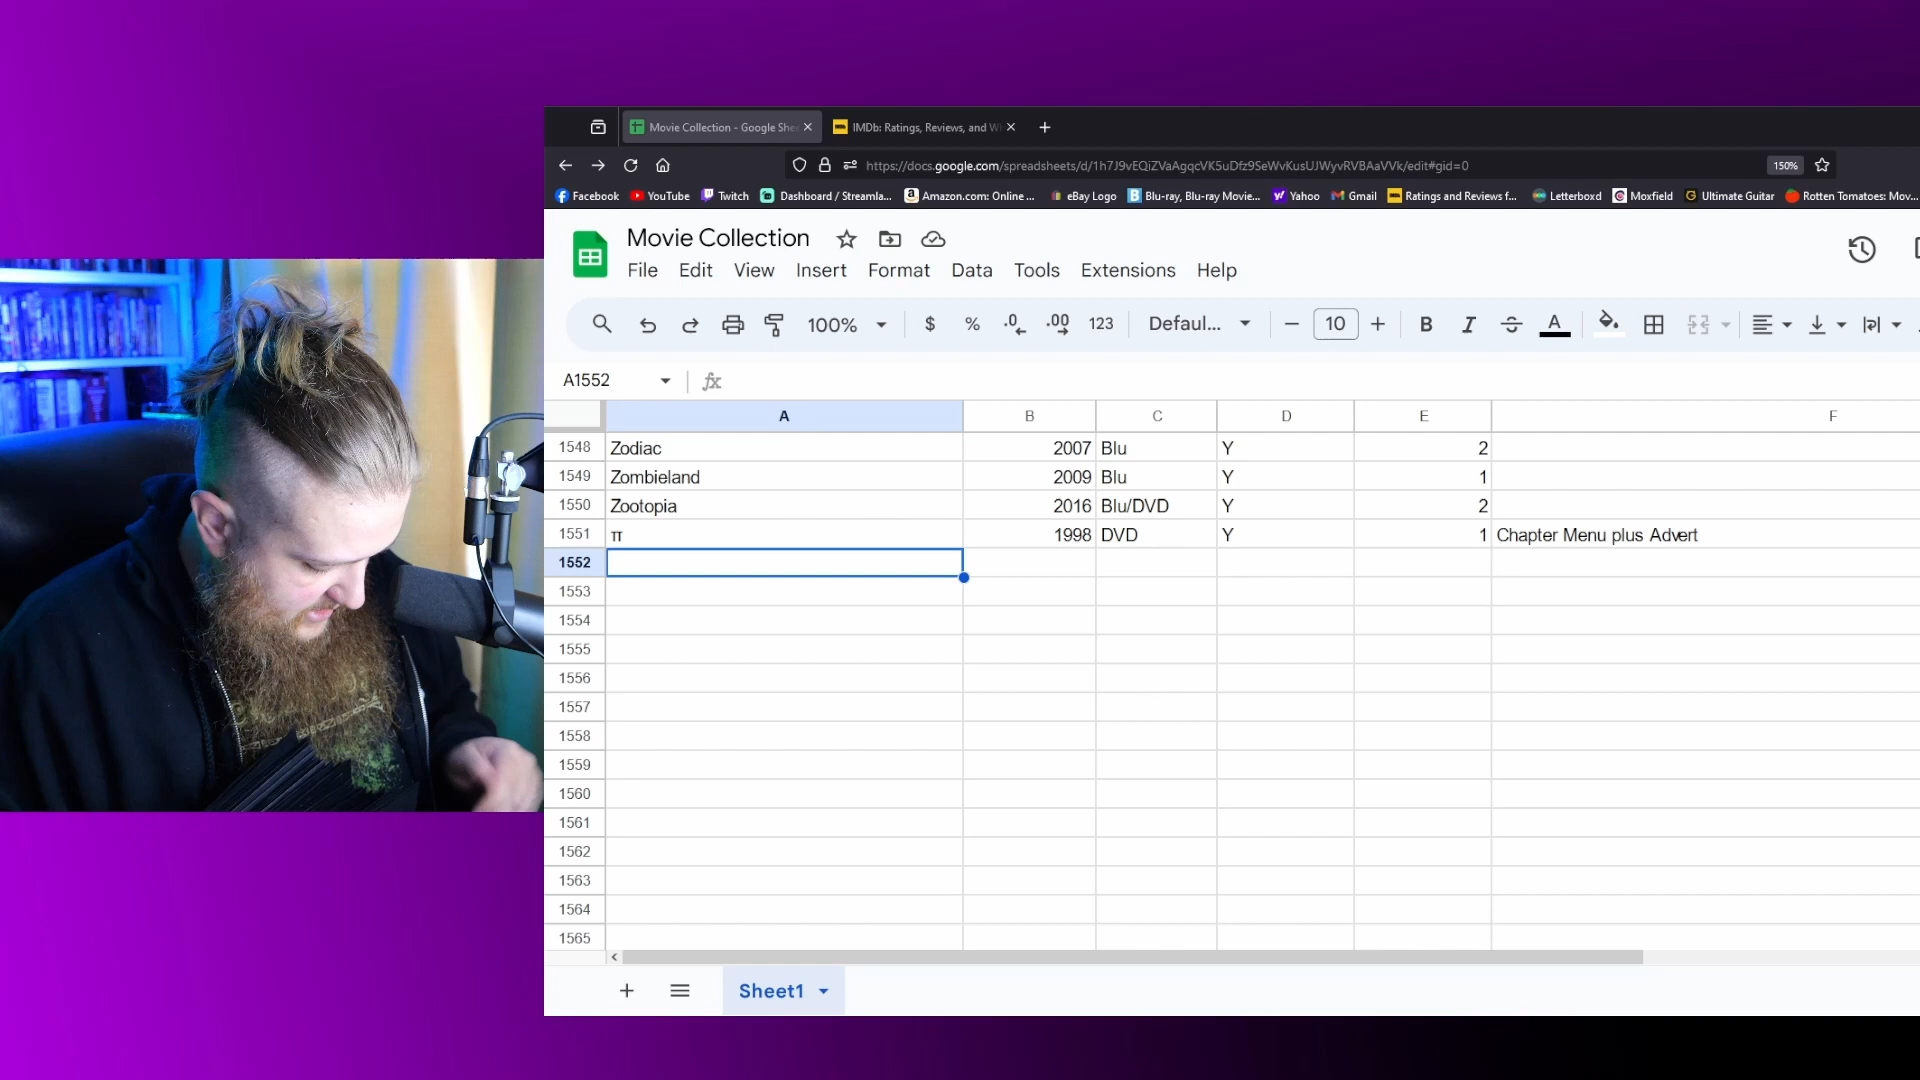 Movie Collection - Google She
IMDb: Ratings, Reviews, and W
https://docs.google.com/spreadsheets/d/1h7J9vEQiZVaAgqcVK5uDfz9SeWvKusUJWyvRVBAaVVk/edit#gid=0
150%
Facebook YouTube Twitch Dashboard / Streamla... Amazon.com: Online ... eBay Logo Blu-ray, Blu-ray Movie... Yahoo Gmail Ratings and Reviews f... Letterboxd Moxfield Ultimate Guitar Rotten Tomatoes: Mov...
Movie Collection
File Edit View Insert Format Data Tools Extensions Help
100% $ % .0 .00 123 Defaul... − 10 + B I S A
A1552 fx
A B C D E F
1548 Zodiac 2007 Blu Y 2
1549 Zombieland 2009 Blu Y 1
1550 Zootopia 2016 Blu/DVD Y 2
1551 π 1998 DVD Y 1 Chapter Menu plus Advert
1552
1553
1554
1555
1556
1557
1558
1559
1560
1561
1562
1563
1564
1565
Sheet1